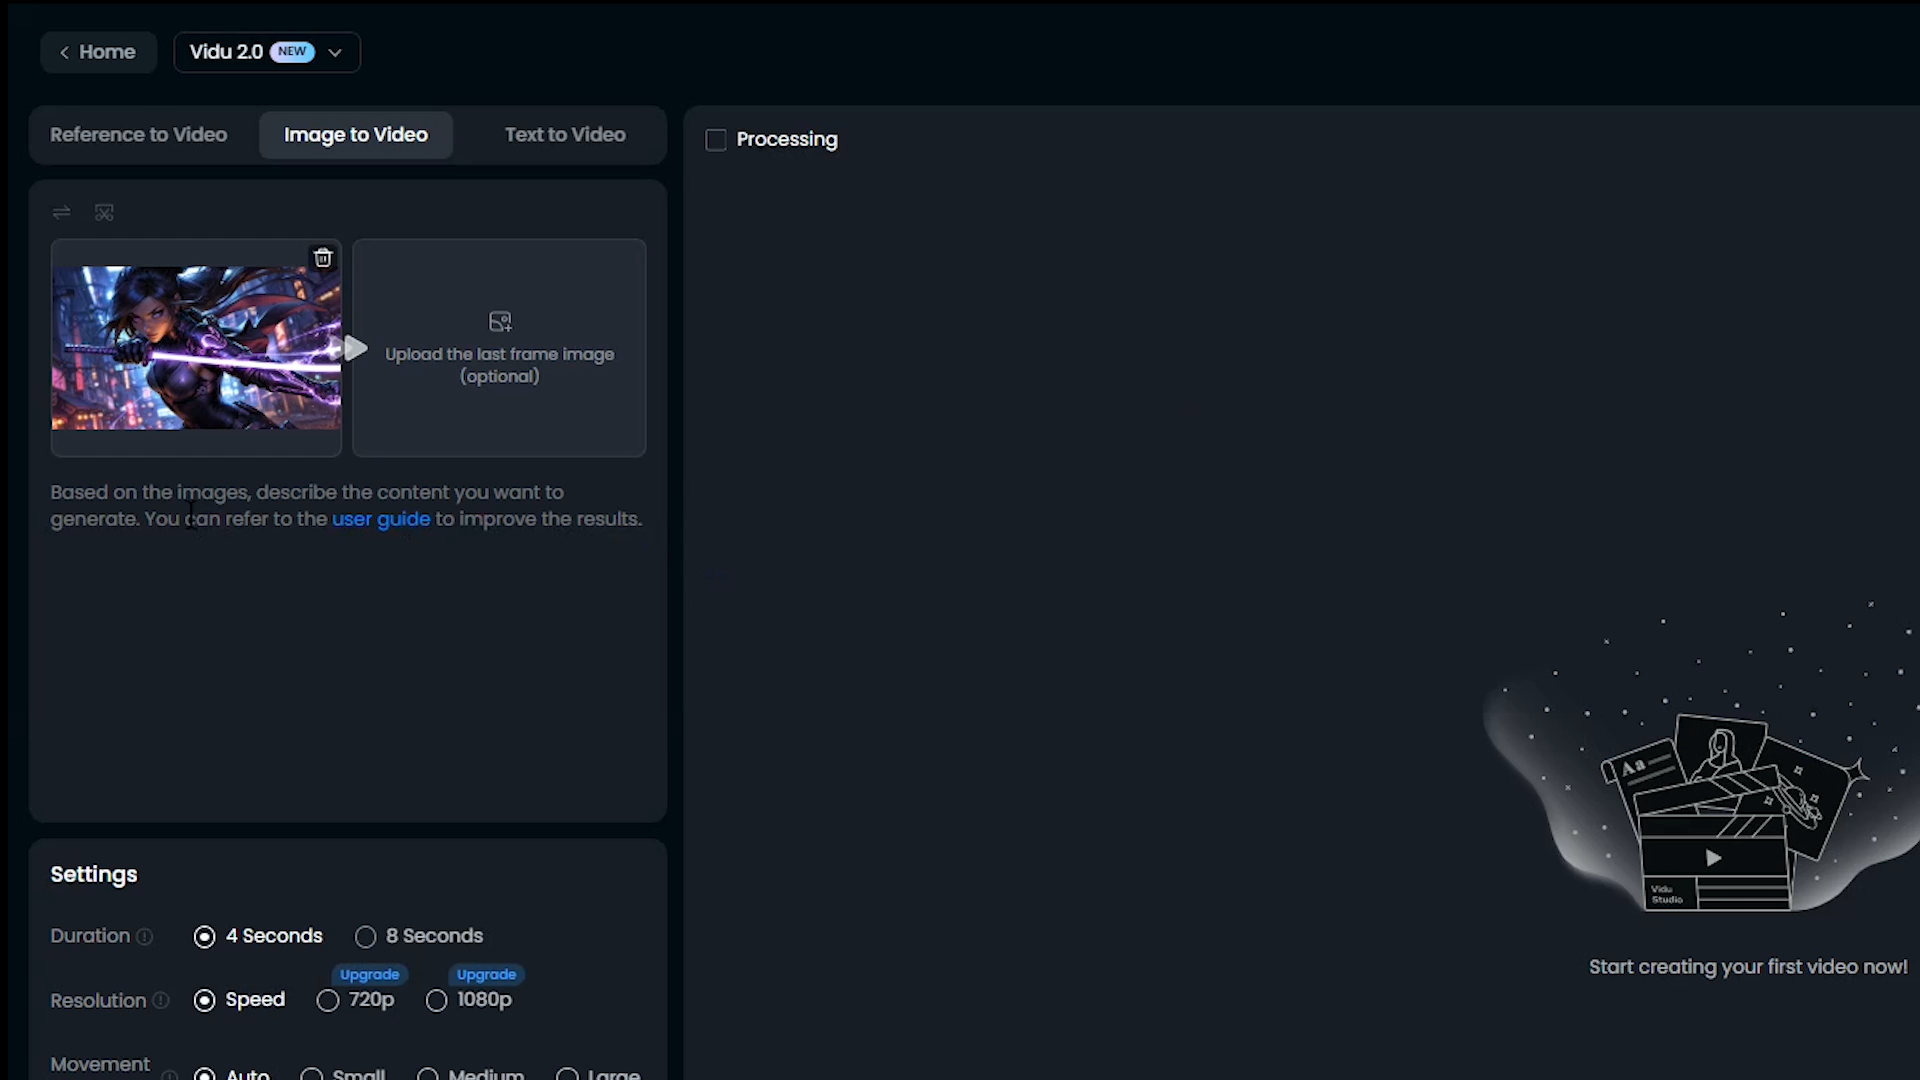 Home
Vidu 2.0 NEW
Reference to Video
Image to Video
Text to Video
Processing
Upload the last frame image
(optional)
Based on the images, describe the content you want to
generate. You can refer to the user guide to improve the results.
Aa
Vidu
Studio
Start creating your first video now!
Settings
Duration
4 Seconds
8 Seconds
Upgrade
Upgrade
Resolution
Speed
720p
1080p
Movement
Auto
Small
Medium
Large